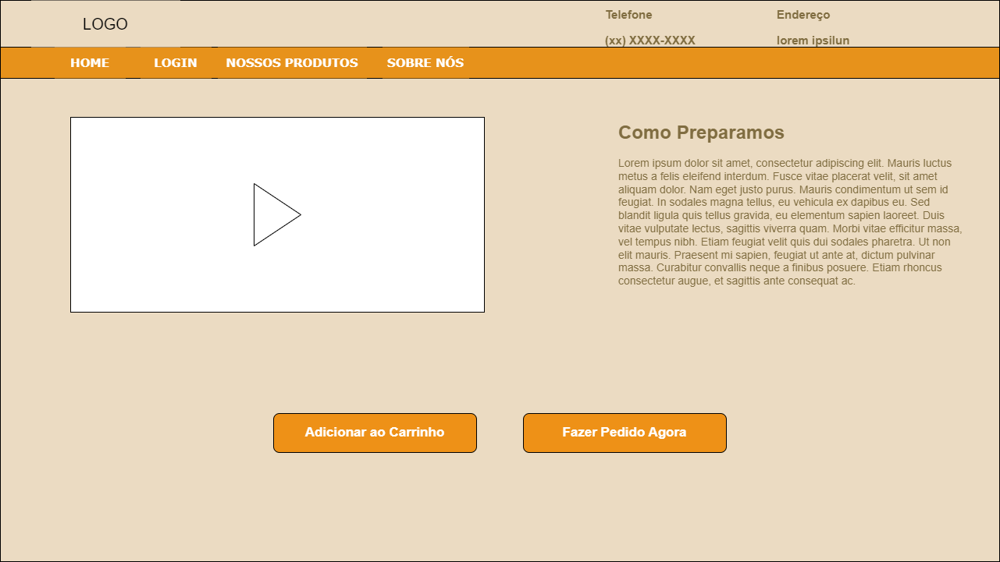 LOGO
Telefone
Endereço
(xx) XXXX-XXXX
lorem ipsilun
HOME
LOGIN
NOSSOS PRODUTOS
SOBRE NÓS
Como Preparamos
Lorem ipsum dolor sit amet, consectetur adipiscing elit. Mauris luctus
metus a felis eleifend interdum. Fusce vitae placerat velit, sit amet
aliquam dolor. Nam eget justo purus. Mauris condimentum ut sem id
feugiat. In sodales magna tellus, eu vehicula ex dapibus eu. Sed
blandit ligula quis tellus gravida, eu elementum sapien laoreet. Duis
vitae vulputate lectus, sagittis viverra quam. Morbi vitae efficitur massa,
vel tempus nibh. Etiam feugiat velit quis dui sodales pharetra. Ut non
elit mauris. Praesent mi sapien, feugiat ut ante at, dictum pulvinar
massa. Curabitur convallis neque a finibus posuere. Etiam rhoncus
consectetur augue, et sagittis ante consequat ac.
Adicionar ao Carrinho
Fazer Pedido Agora